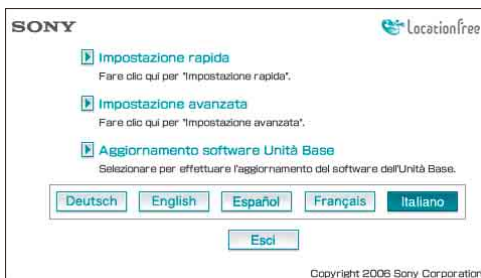 SONY
LocationFree
Impostazione rapida
Fare clic qui per "Impostazione rapida".
Impostazione avanzata
Fare clic qui per "Impostazione avanzata".
Aggiornamento software Unità Base
Selezionare per effettuare l'aggiornamento del software dell'Unità Base.
Deutsch English Español Français Italiano
Esci
Copyright 2006 Sony Corporation